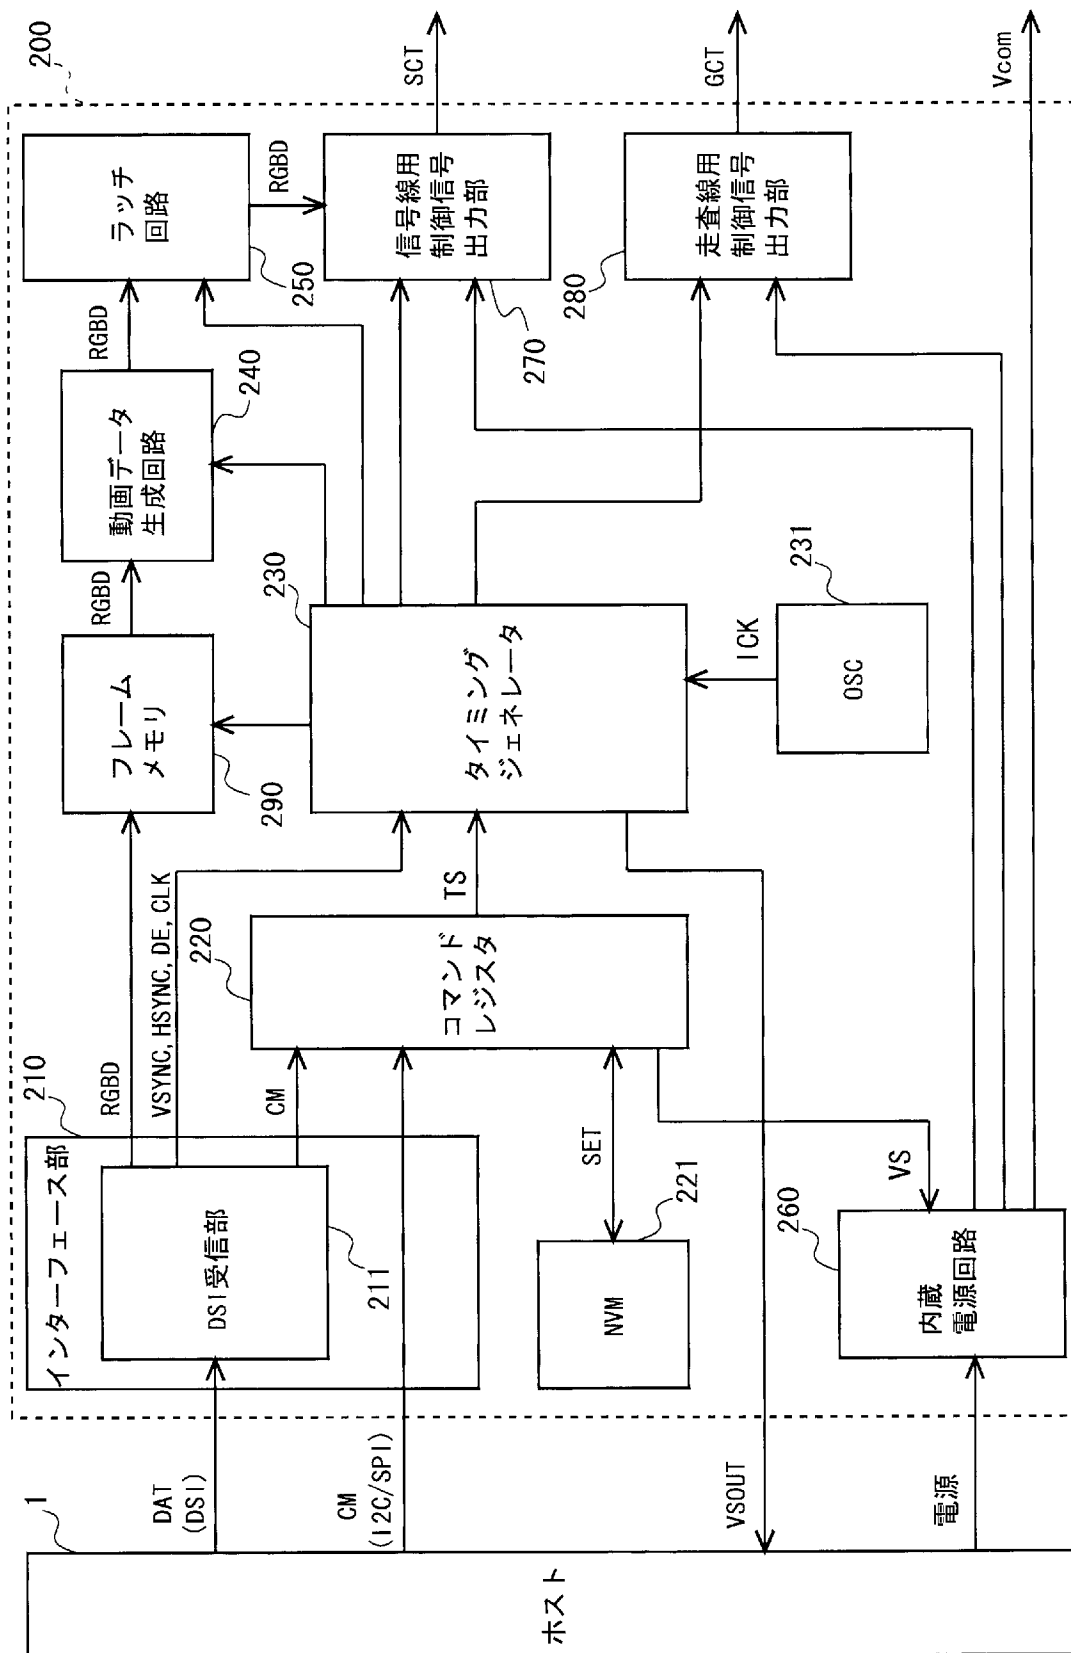 ホスト
1
DAT
(DSI)
CM
(I2C/SPI)
VSOUT
電源
200
インターフェース部
210
DSI受信部
211
RGBD
VSYNC, HSYNC, DE, CLK
CM
SET
NVM
221
VS
内蔵
電源回路
260
コマンド
レジスタ
220
TS
フレーム
メモリ
290
タイミング
ジェネレータ
230
ICK
OSC
231
RGBD
動画データ
生成回路
240
RGBD
ラッチ
回路
250
RGBD
信号線用
制御信号
出力部
270
走査線用
制御信号
出力部
280
SCT
GCT
Vcom